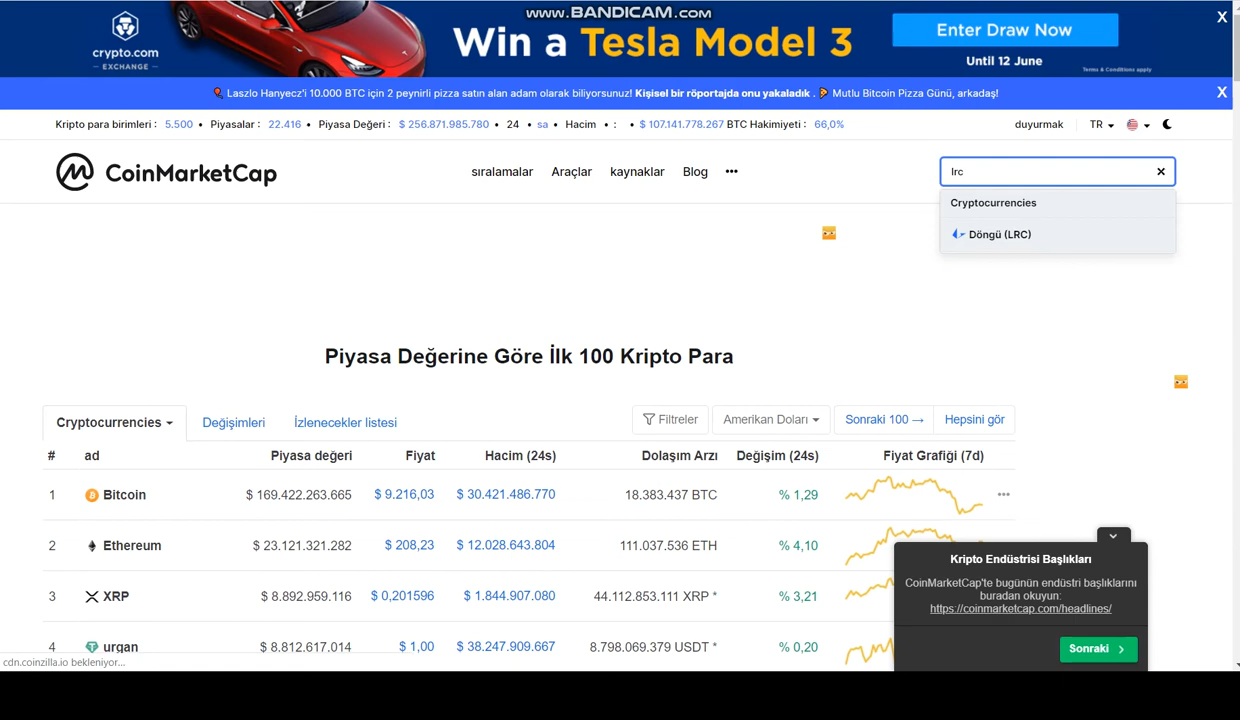 www.BANDICAM.com
crypto.com
EXCHANGE
Win a Tesla Model 3
Enter Draw Now
Until 12 June
Terms & Conditions apply
X
Laszlo Hanyecz'i 10.000 BTC için 2 peynirli pizza satın alan adam olarak biliyorsunuz! Kişisel bir röportajda onu yakaladık . Mutlu Bitcoin Pizza Günü, arkadaş!
X
Kripto para birimleri : 5.500 • Piyasalar : 22.416 • Piyasa Değeri : $ 256.871.985.780 • 24 • sa • Hacim • : • $ 107.141.778.267 BTC Hakimiyeti : 66,0%
duyurmak TR
CoinMarketCap
sıralamalar Araçlar kaynaklar Blog •••
lrc
Cryptocurrencies
Döngü (LRC)
Piyasa Değerine Göre İlk 100 Kripto Para
Cryptocurrencies Değişimleri İzlenecekler listesi Filtreler Amerikan Doları Sonraki 100 → Hepsini gör
# ad Piyasa değeri Fiyat Hacim (24s) Dolaşım Arzı Değişim (24s) Fiyat Grafiği (7d)
1 Bitcoin $ 169.422.263.665 $ 9.216,03 $ 30.421.486.770 18.383.437 BTC % 1,29
2 Ethereum $ 23.121.321.282 $ 208,23 $ 12.028.643.804 111.037.536 ETH % 4,10
3 XRP $ 8.892.959.116 $ 0,201596 $ 1.844.907.080 44.112.853.111 XRP * % 3,21
4 urgan $ 8.812.617.014 $ 1,00 $ 38.247.909.667 8.798.069.379 USDT * % 0,20
Kripto Endüstrisi Başlıkları
CoinMarketCap'te bugünün endüstri başlıklarını
buradan okuyun:
https://coinmarketcap.com/headlines/
Sonraki
cdn.coinzilla.io bekleniyor...